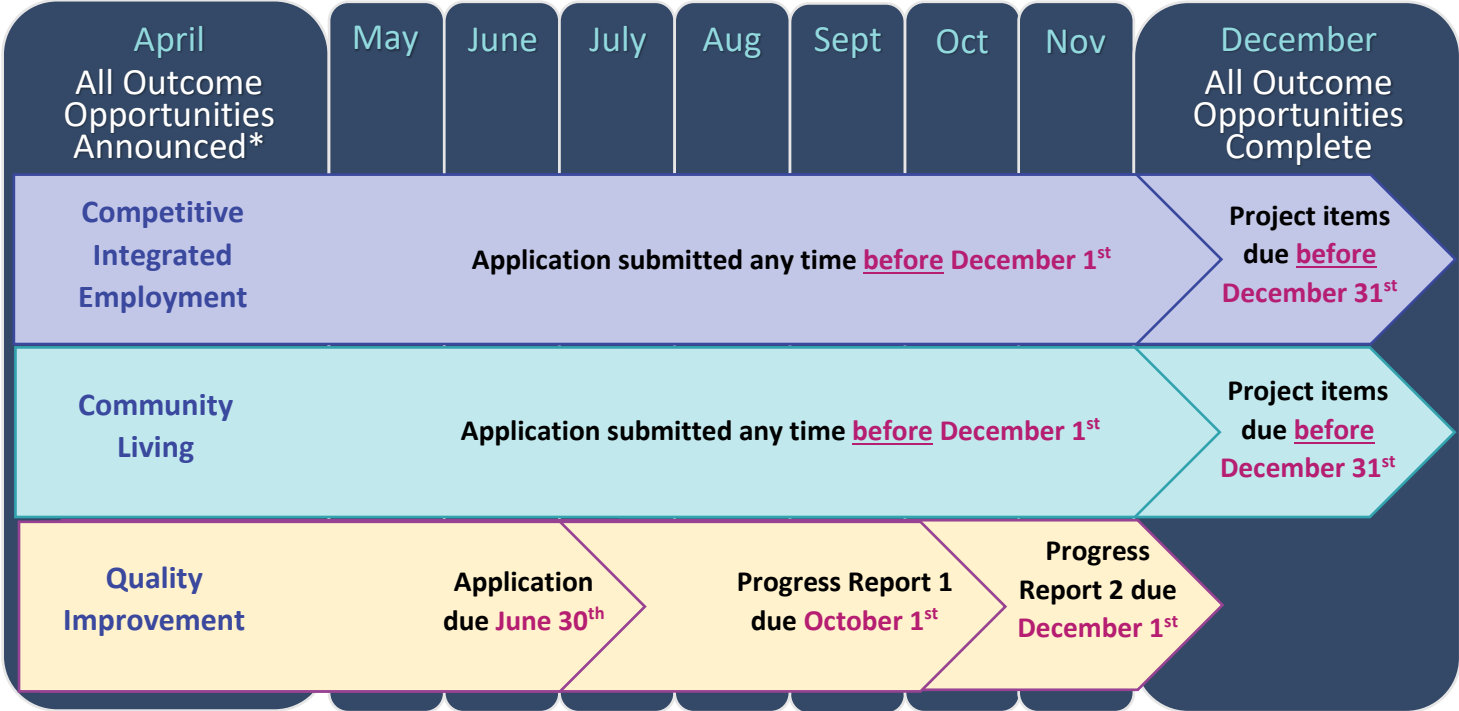 April
All Outcome
Opportunities
Announced*
May
June
July
Aug
Sept
Oct
Nov
December
All Outcome
Opportunities
Complete
Competitive
Integrated
Employment
Application submitted any time before December 1st
Project items
due before
December 31st
Community
Living
Application submitted any time before December 1st
Project items
due before
December 31st
Quality
Improvement
Application
due June 30th
Progress Report 1
due October 1st
Progress
Report 2 due
December 1st